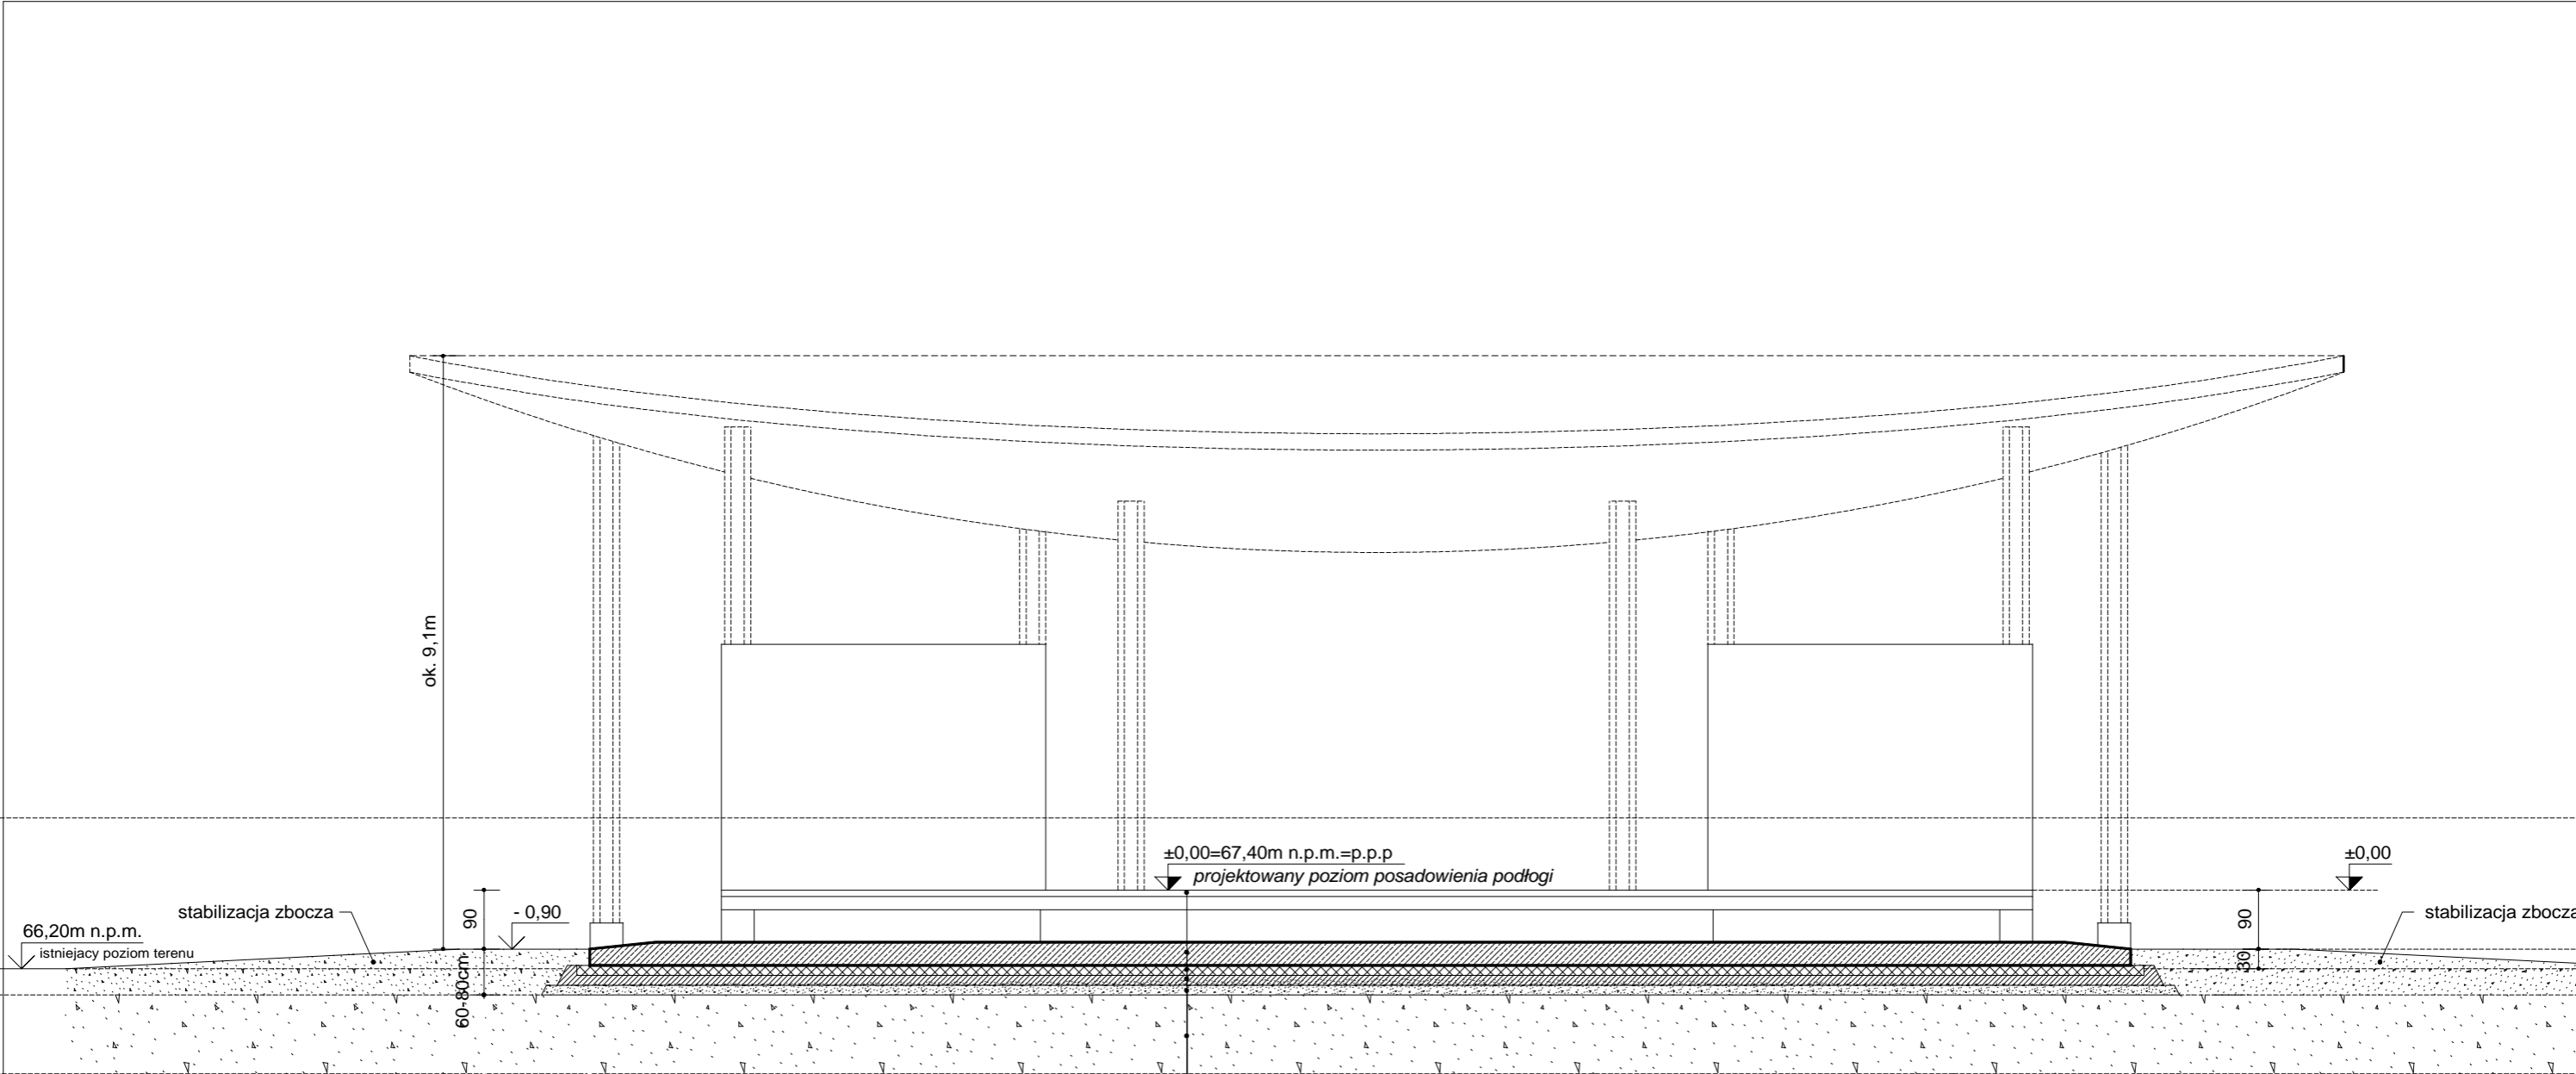 ok. 9,1m
±0,00=67,40m n.p.m.=p.p.p
projektowany poziom posadowienia podłogi
±0,00
stabilizacja zbocza
90
- 0,90
90
stabilizacja zbocza
66,20m n.p.m.
istniejacy poziom terenu
30
60-80cm